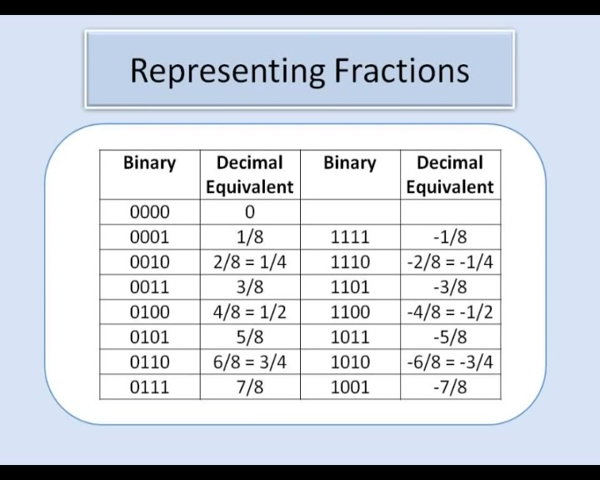 Representing Fractions
Binary Decimal Equivalent Binary Decimal Equivalent
0000 0
0001 1/8 1111 -1/8
0010 2/8 = 1/4 1110 -2/8 = -1/4
0011 3/8 1101 -3/8
0100 4/8 = 1/2 1100 -4/8 = -1/2
0101 5/8 1011 -5/8
0110 6/8 = 3/4 1010 -6/8 = -3/4
0111 7/8 1001 -7/8